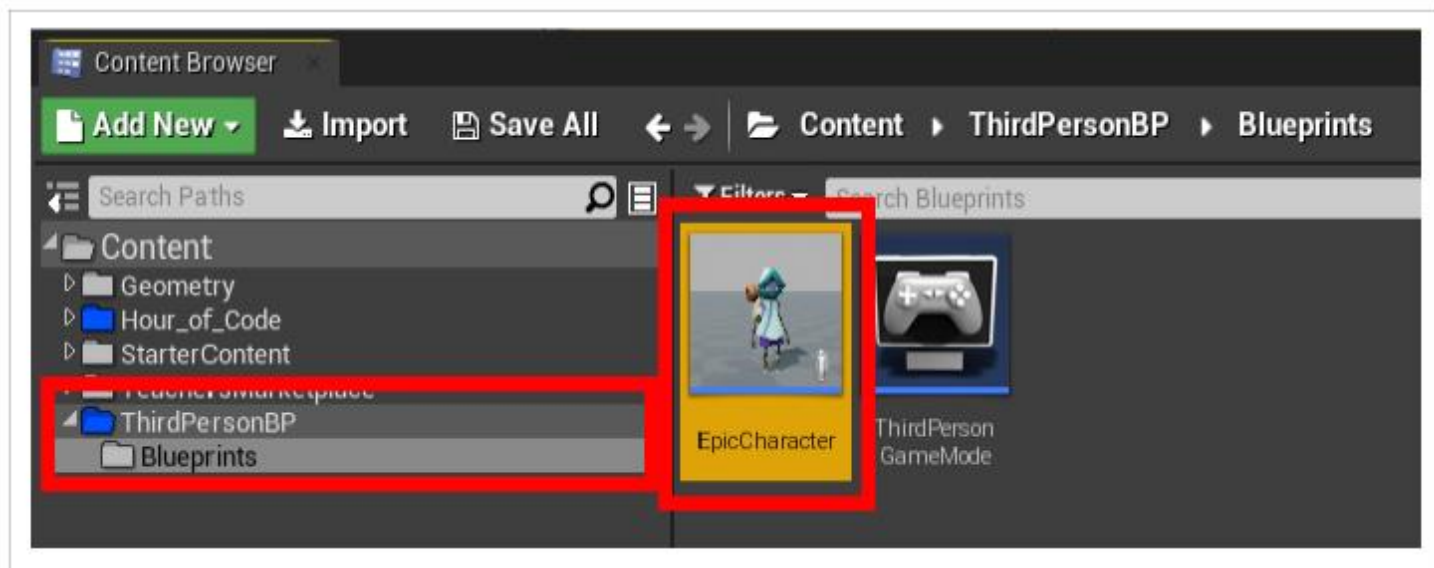 Content Browser
Add New Import Save All Content ThirdPersonBP Blueprints
Search Paths
Filters Search Blueprints
Content
Geometry
Hour_of_Code
StarterContent
ThirdPersonBP
Blueprints
EpicCharacter
ThirdPerson
GameMode